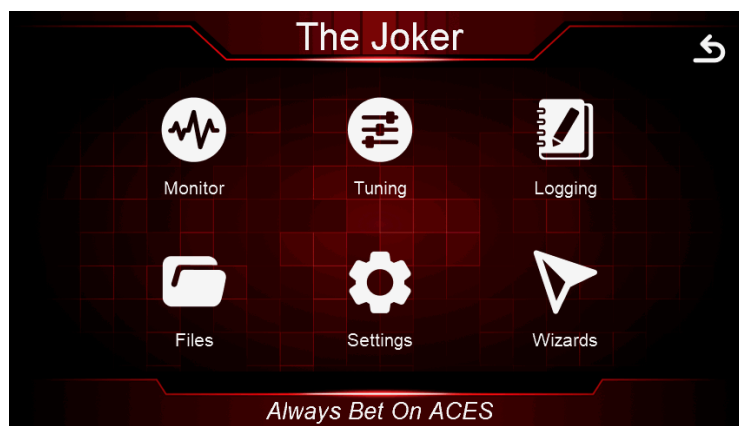 The Joker
Monitor
Tuning
Logging
Files
Settings
Wizards
Always Bet On ACES